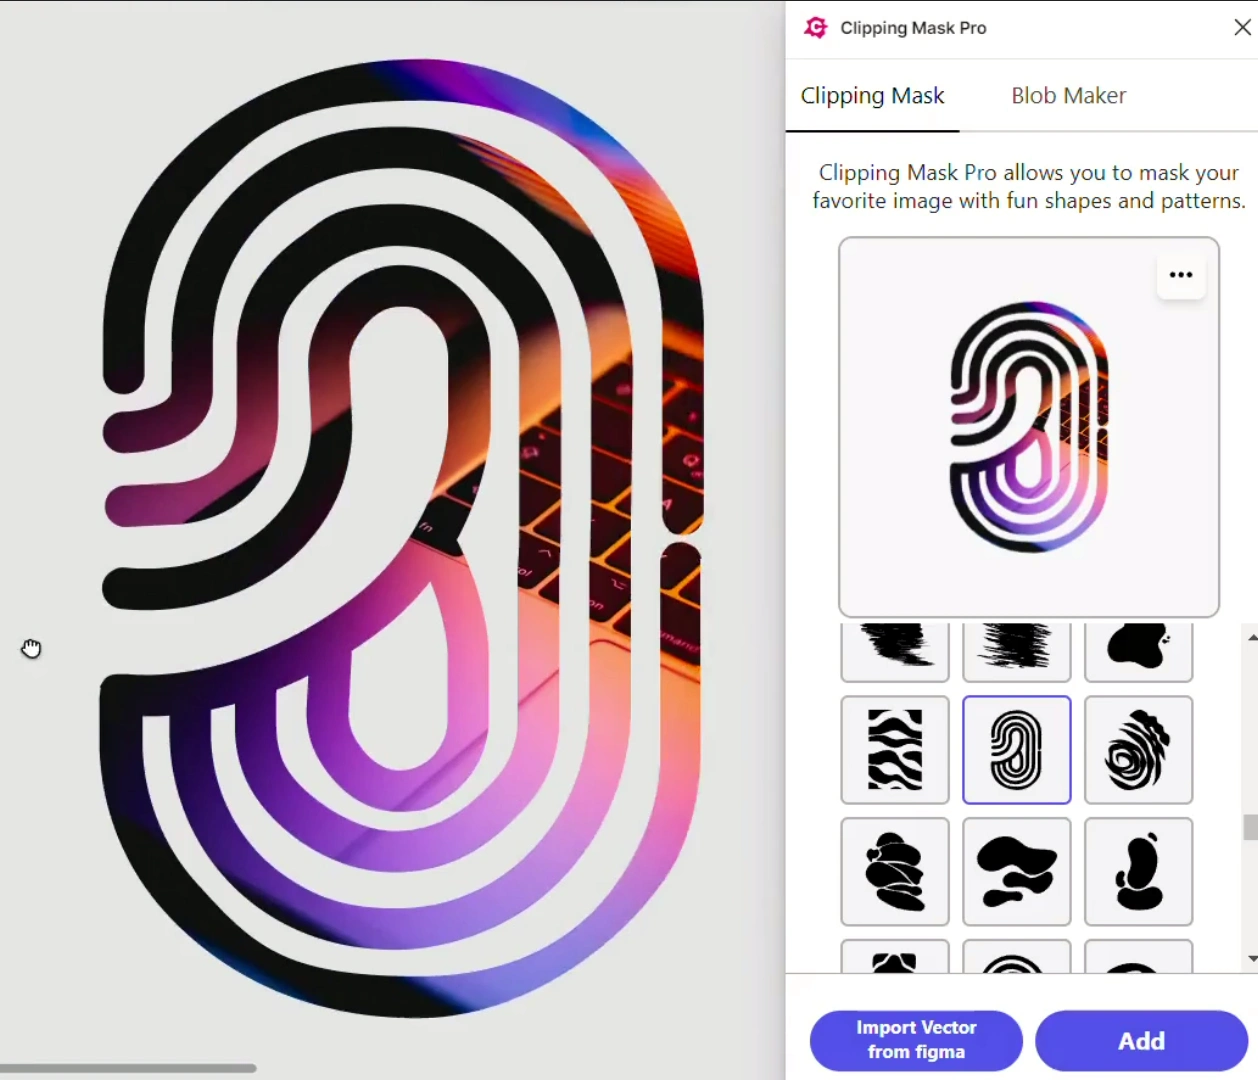 Clipping Mask Pro
Clipping Mask
Blob Maker
Clipping Mask Pro allows you to mask your
favorite image with fun shapes and patterns.
Import Vector
from figma
Add
fn
A